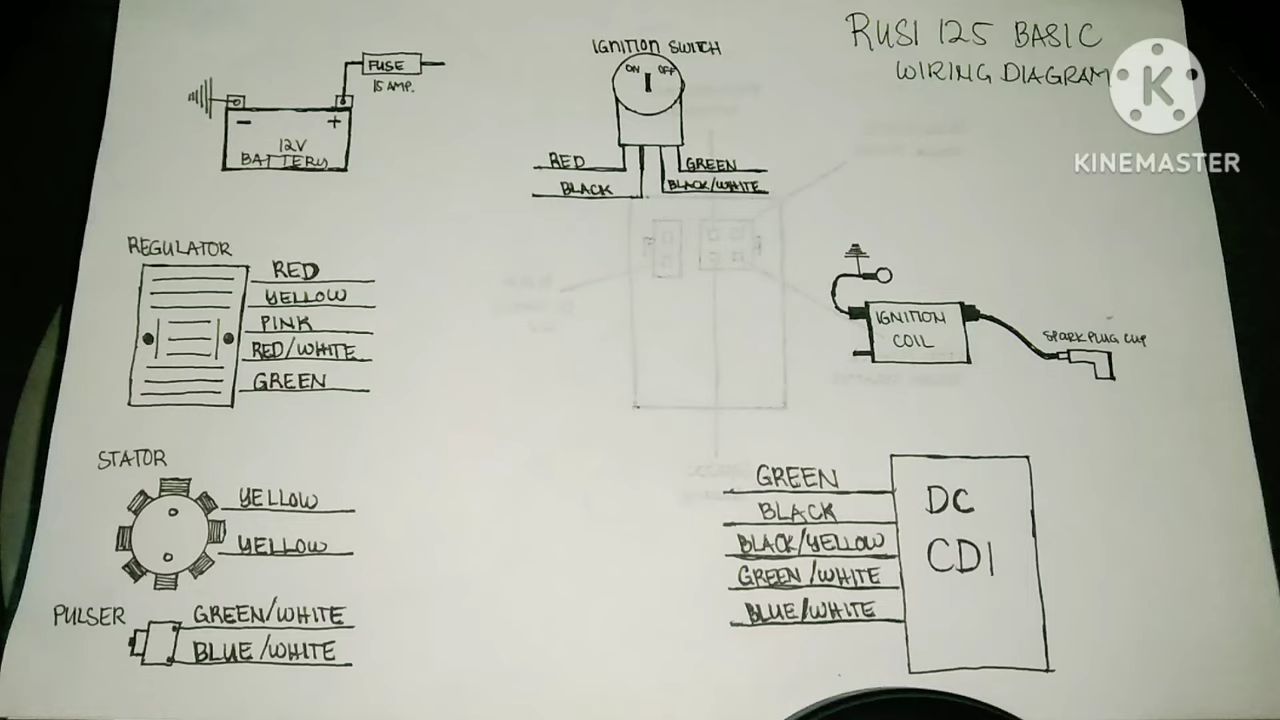 RUSI 125 BASIC
WIRING DIAGRAM
K
KINEMASTER
FUSE
15 AMP.
- +
12V
BATTERY
IGNITION SWITCH
ON OFF
RED
BLACK
GREEN
BLACK/WHITE
REGULATOR
RED
YELLOW
PINK
RED/WHITE
GREEN
IGNITION
COIL
SPARK PLUG CUP
STATOR
YELLOW
YELLOW
PULSER
GREEN/WHITE
BLUE/WHITE
GREEN
BLACK
BLACK/YELLOW
GREEN/WHITE
BLUE/WHITE
DC
CDI